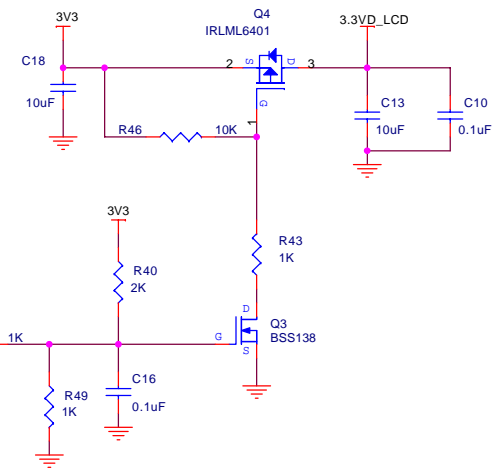 3V3
Q4
IRLML6401
3.3VD_LCD
C18
10uF
2
S
D
3
G
1
C13
10uF
C10
0.1uF
R46
10K
3V3
R43
1K
R40
2K
D
Q3
BSS138
G
S
1K
C16
0.1uF
R49
1K